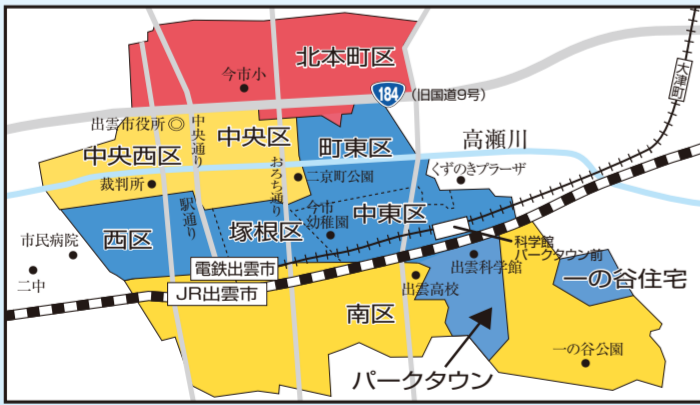 北本町区
今市小
184
(旧国道9号)
大津町
出雲市役所
中央通り
中央区
町東区
高瀬川
中央西区
おろち通り
二京町公園
くずのきプラーザ
裁判所
駅通り
今市
幼稚園
中東区
塚根区
西区
市民病院
科学館
パークタウン前
電鉄出雲市
出雲科学館
一の谷住宅
二中
JR出雲市
出雲高校
南区
一の谷公園
パークタウン